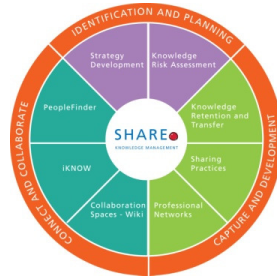 IDENTIFICATION AND PLANNING
Strategy
Development
Knowledge
Risk Assessment
Knowledge
Retention and
Transfer
Sharing
Practices
Professional
Networks
CAPTURE AND DEVELOPMENT
Collaboration
Spaces - Wiki
iKNOW
PeopleFinder
CONNECT AND COLLABORATE
SHARE
KNOWLEDGE MANAGEMENT